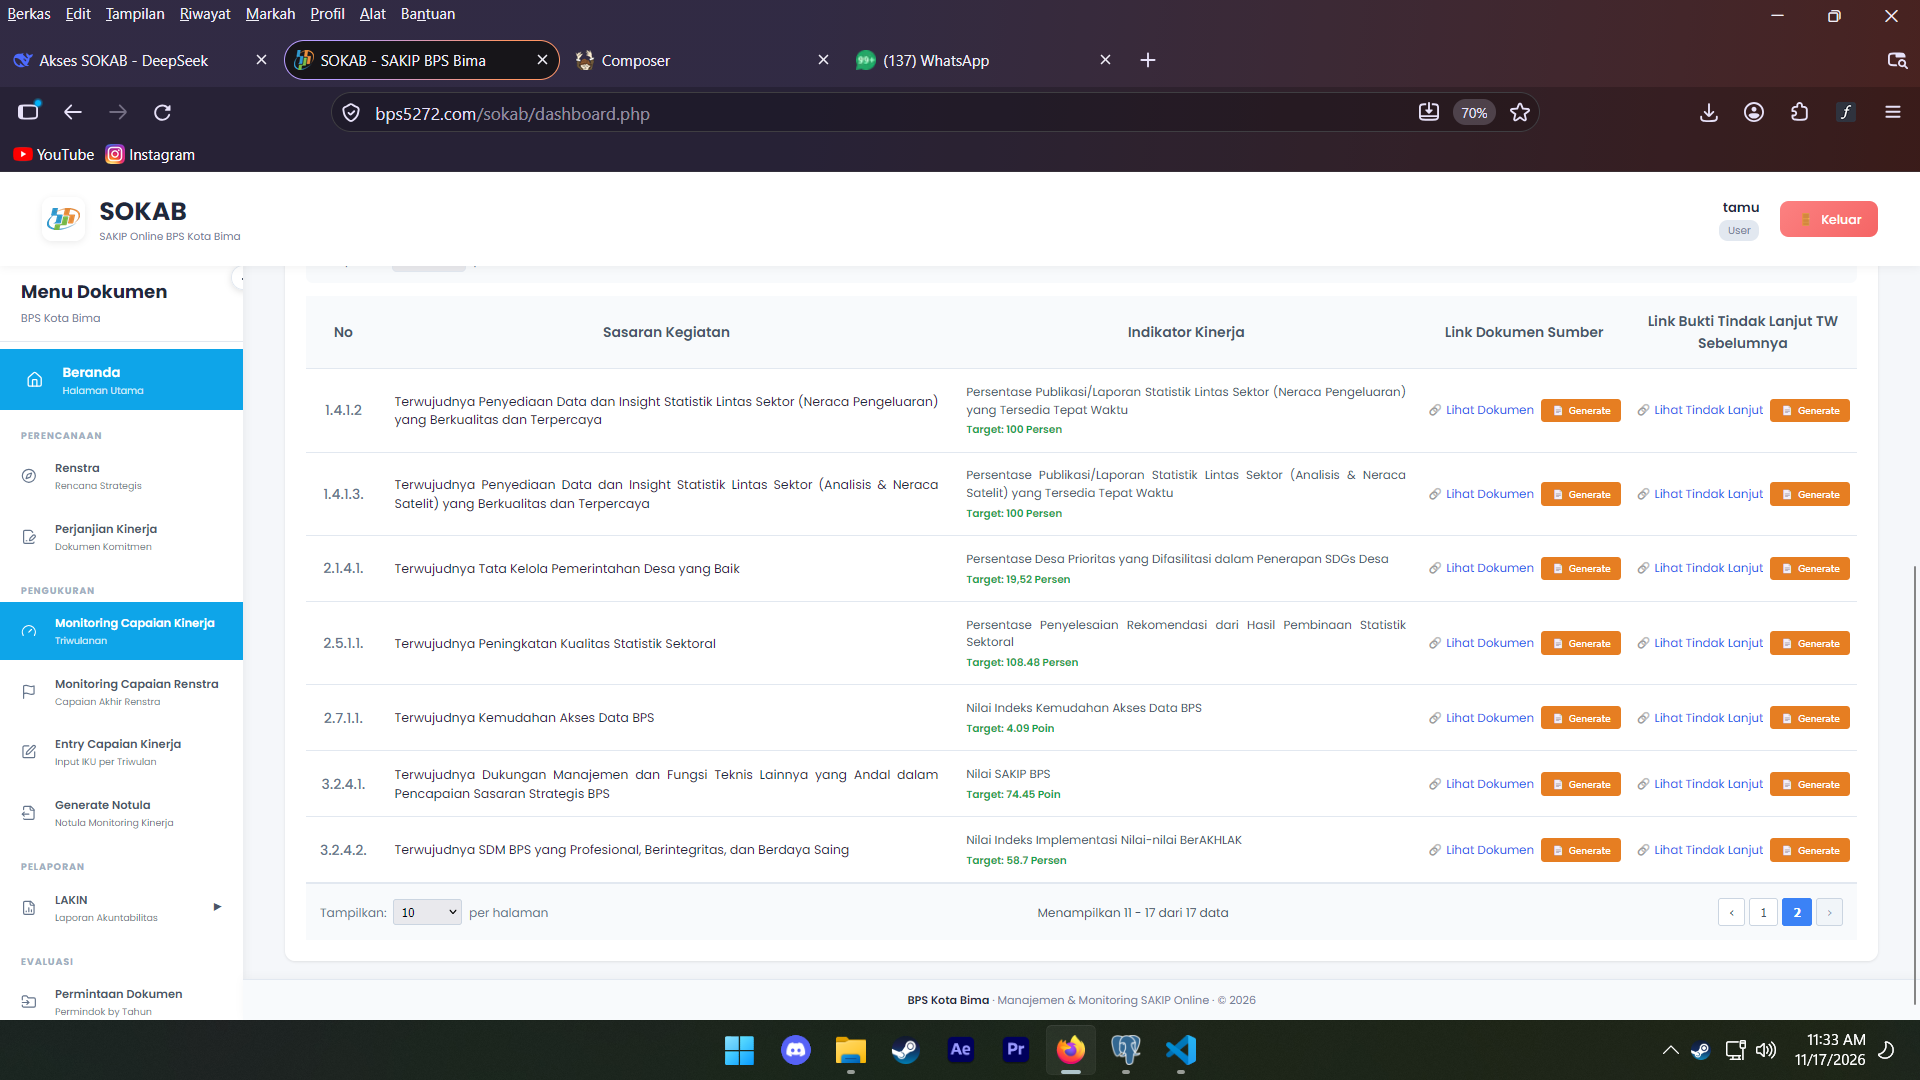 Berkas Edit Tampilan Riwayat Markah Profil Alat Bantuan
Akses SOKAB - DeepSeek
SOKAB - SAKIP BPS Bima
Composer
99+
(137) WhatsApp
bps5272.com/sokab/dashboard.php
70%
YouTube
Instagram
SOKAB
SAKIP Online BPS Kota Bima
tamu
User
Keluar
Menu Dokumen
BPS Kota Bima
Beranda
Halaman Utama
PERENCANAAN
Renstra
Rencana Strategis
Perjanjian Kinerja
Dokumen Komitmen
PENGUKURAN
Monitoring Capaian Kinerja
Triwulanan
Monitoring Capaian Renstra
Capaian Akhir Renstra
Entry Capaian Kinerja
Input IKU per Triwulan
Generate Notula
Notula Monitoring Kinerja
PELAPORAN
LAKIN
Laporan Akuntabilitas
EVALUASI
Permintaan Dokumen
Permindok by Tahun
No
Sasaran Kegiatan
Indikator Kinerja
Link Dokumen Sumber
Link Bukti Tindak Lanjut TW
Sebelumnya
1.4.1.2
Terwujudnya Penyediaan Data dan Insight Statistik Lintas Sektor (Neraca Pengeluaran)
yang Berkualitas dan Terpercaya
Persentase Publikasi/Laporan Statistik Lintas Sektor (Neraca Pengeluaran)
yang Tersedia Tepat Waktu
Target: 100 Persen
Lihat Dokumen
Generate
Lihat Tindak Lanjut
Generate
1.4.1.3.
Terwujudnya Penyediaan Data dan Insight Statistik Lintas Sektor (Analisis & Neraca
Satelit) yang Berkualitas dan Terpercaya
Persentase Publikasi/Laporan Statistik Lintas Sektor (Analisis & Neraca
Satelit) yang Tersedia Tepat Waktu
Target: 100 Persen
Lihat Dokumen
Generate
Lihat Tindak Lanjut
Generate
2.1.4.1.
Terwujudnya Tata Kelola Pemerintahan Desa yang Baik
Persentase Desa Prioritas yang Difasilitasi dalam Penerapan SDGs Desa
Target: 19,52 Persen
Lihat Dokumen
Generate
Lihat Tindak Lanjut
Generate
2.5.1.1.
Terwujudnya Peningkatan Kualitas Statistik Sektoral
Persentase Penyelesaian Rekomendasi dari Hasil Pembinaan Statistik
Sektoral
Target: 108.48 Persen
Lihat Dokumen
Generate
Lihat Tindak Lanjut
Generate
2.7.1.1.
Terwujudnya Kemudahan Akses Data BPS
Nilai Indeks Kemudahan Akses Data BPS
Target: 4.09 Poin
Lihat Dokumen
Generate
Lihat Tindak Lanjut
Generate
3.2.4.1.
Terwujudnya Dukungan Manajemen dan Fungsi Teknis Lainnya yang Andal dalam
Pencapaian Sasaran Strategis BPS
Nilai SAKIP BPS
Target: 74.45 Poin
Lihat Dokumen
Generate
Lihat Tindak Lanjut
Generate
3.2.4.2.
Terwujudnya SDM BPS yang Profesional, Berintegritas, dan Berdaya Saing
Nilai Indeks Implementasi Nilai-nilai BerAKHLAK
Target: 58.7 Persen
Lihat Dokumen
Generate
Lihat Tindak Lanjut
Generate
Tampilkan: 10 per halaman
Menampilkan 11 - 17 dari 17 data
‹ 1 2 ›
BPS Kota Bima · Manajemen & Monitoring SAKIP Online · © 2026
Ae
Pr
11:33 AM
11/17/2026